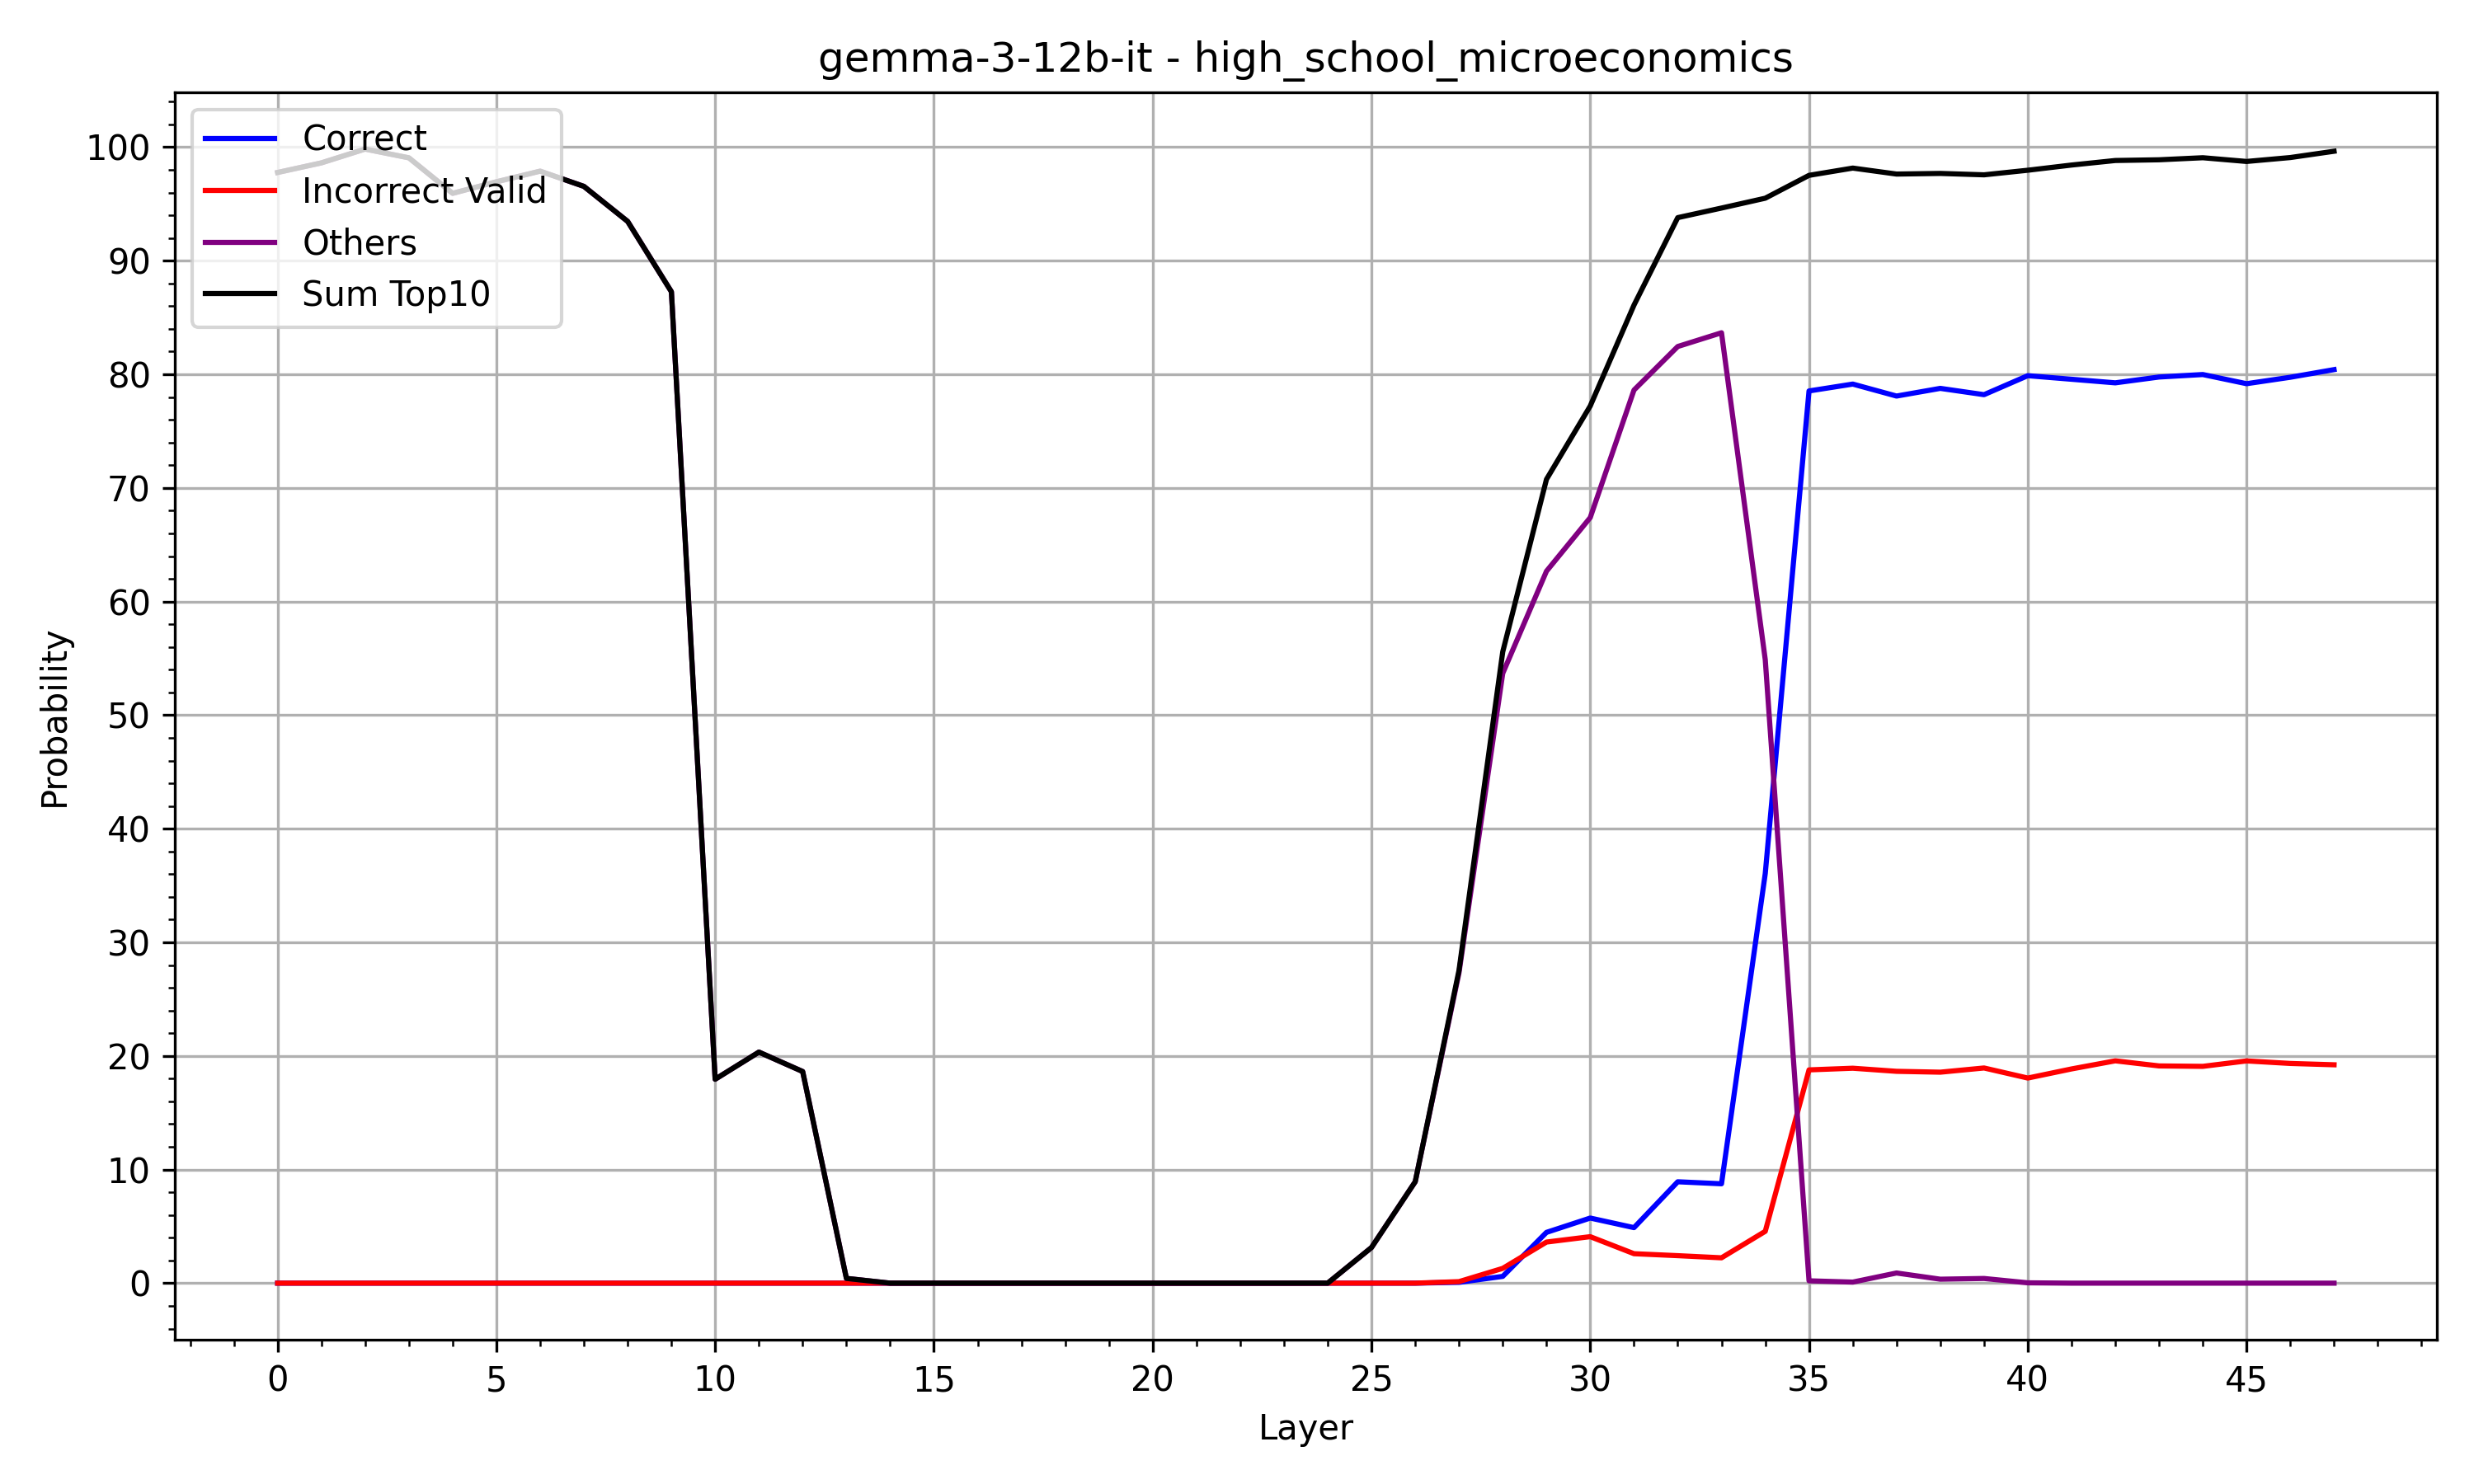 gemma-3-12b-it - high_school_microeconomics
Correct
Incorrect Valid
Others
Sum Top10
100
90
80
70
60
50
40
30
20
10
0
Probability
0 5 10 15 20 25 30 35 40 45
Layer